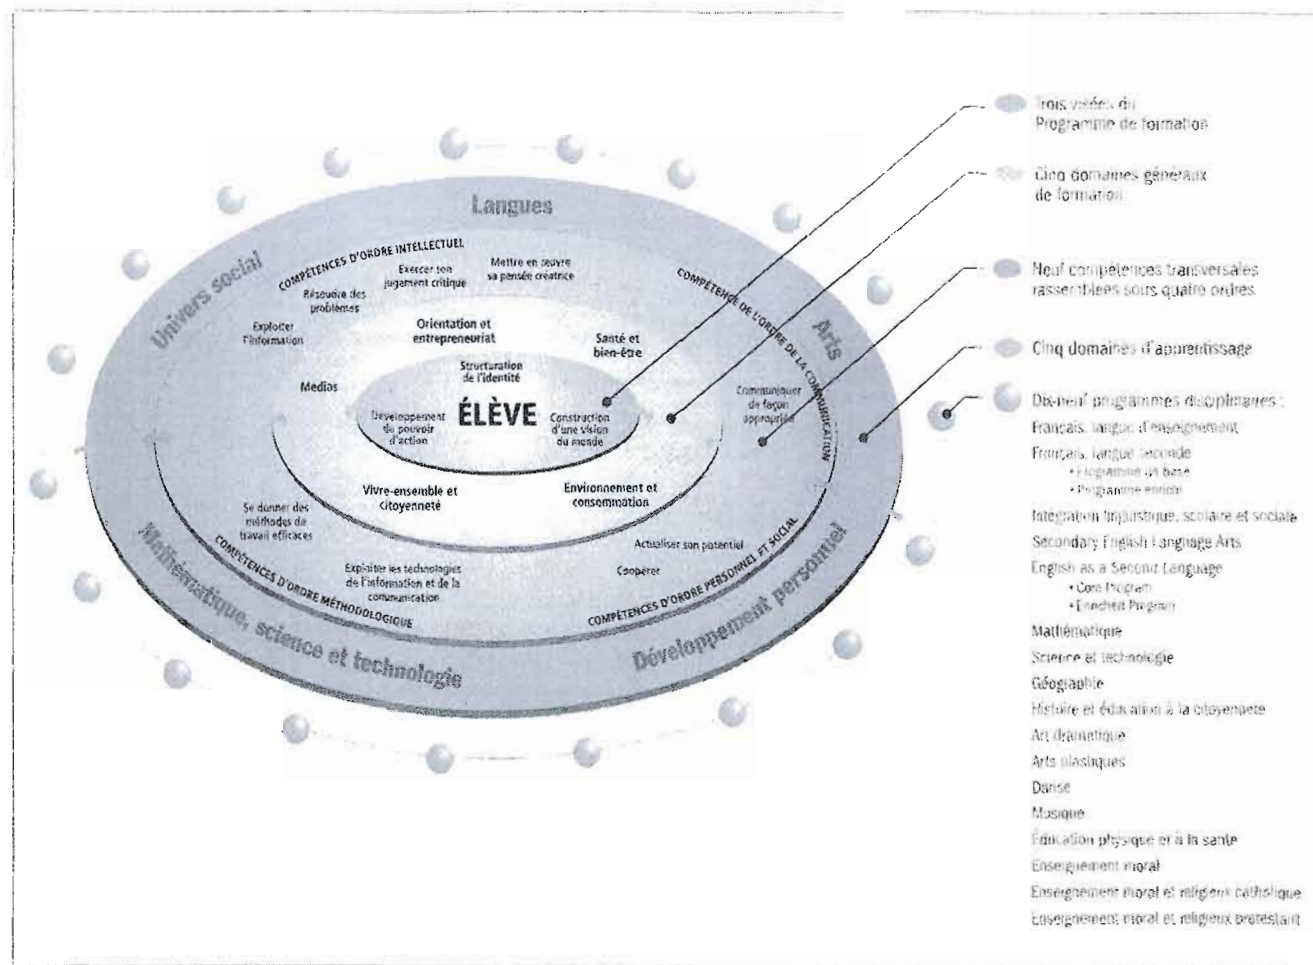 Langues
Univers social
Arts
Mathématique, science et technologie
Développement personnel
COMPÉTENCES D'ORDRE INTELLECTUEL
COMPÉTENCE DE L'ORDRE DE LA COMMUNICATION
COMPÉTENCES D'ORDRE MÉTHODOLOGIQUE
COMPÉTENCES D'ORDRE PERSONNEL ET SOCIAL
Mettre en œuvre
sa pensée créatrice
Exercer son
jugement critique
Résoudre des
problèmes
Exploiter
l'information
Communiquer
de façon
appropriée
Se donner des
méthodes de
travail efficaces
Exploiter les technologies
de l'information et de la
communication
Actualiser son potentiel
Coopérer
Orientation et
entrepreneuriat
Santé et
bien-être
Médias
Vivre-ensemble et
citoyenneté
Environnement et
consommation
Structuration
de l'identité
ÉLÈVE
Développement
du pouvoir
d'action
Construction
d'une vision
du monde
Trois visées du
Programme de formation
Cinq domaines généraux
de formation
Neuf compétences transversales
rassemblées sous quatre ordres
Cinq domaines d'apprentissage
Dix-neuf programmes disciplinaires :
Français, langue d'enseignement
Français, langue seconde
• Programme de base
• Programme enrichi
Intégration linguistique, scolaire et sociale
Secondary English Language Arts
English as a Second Language
• Core Program
• Enriched Program
Mathématique
Science et technologie
Géographie
Histoire et éducation à la citoyenneté
Art dramatique
Arts plastiques
Danse
Musique
Éducation physique et à la santé
Enseignement moral
Enseignement moral et religieux catholique
Enseignement moral et religieux protestant